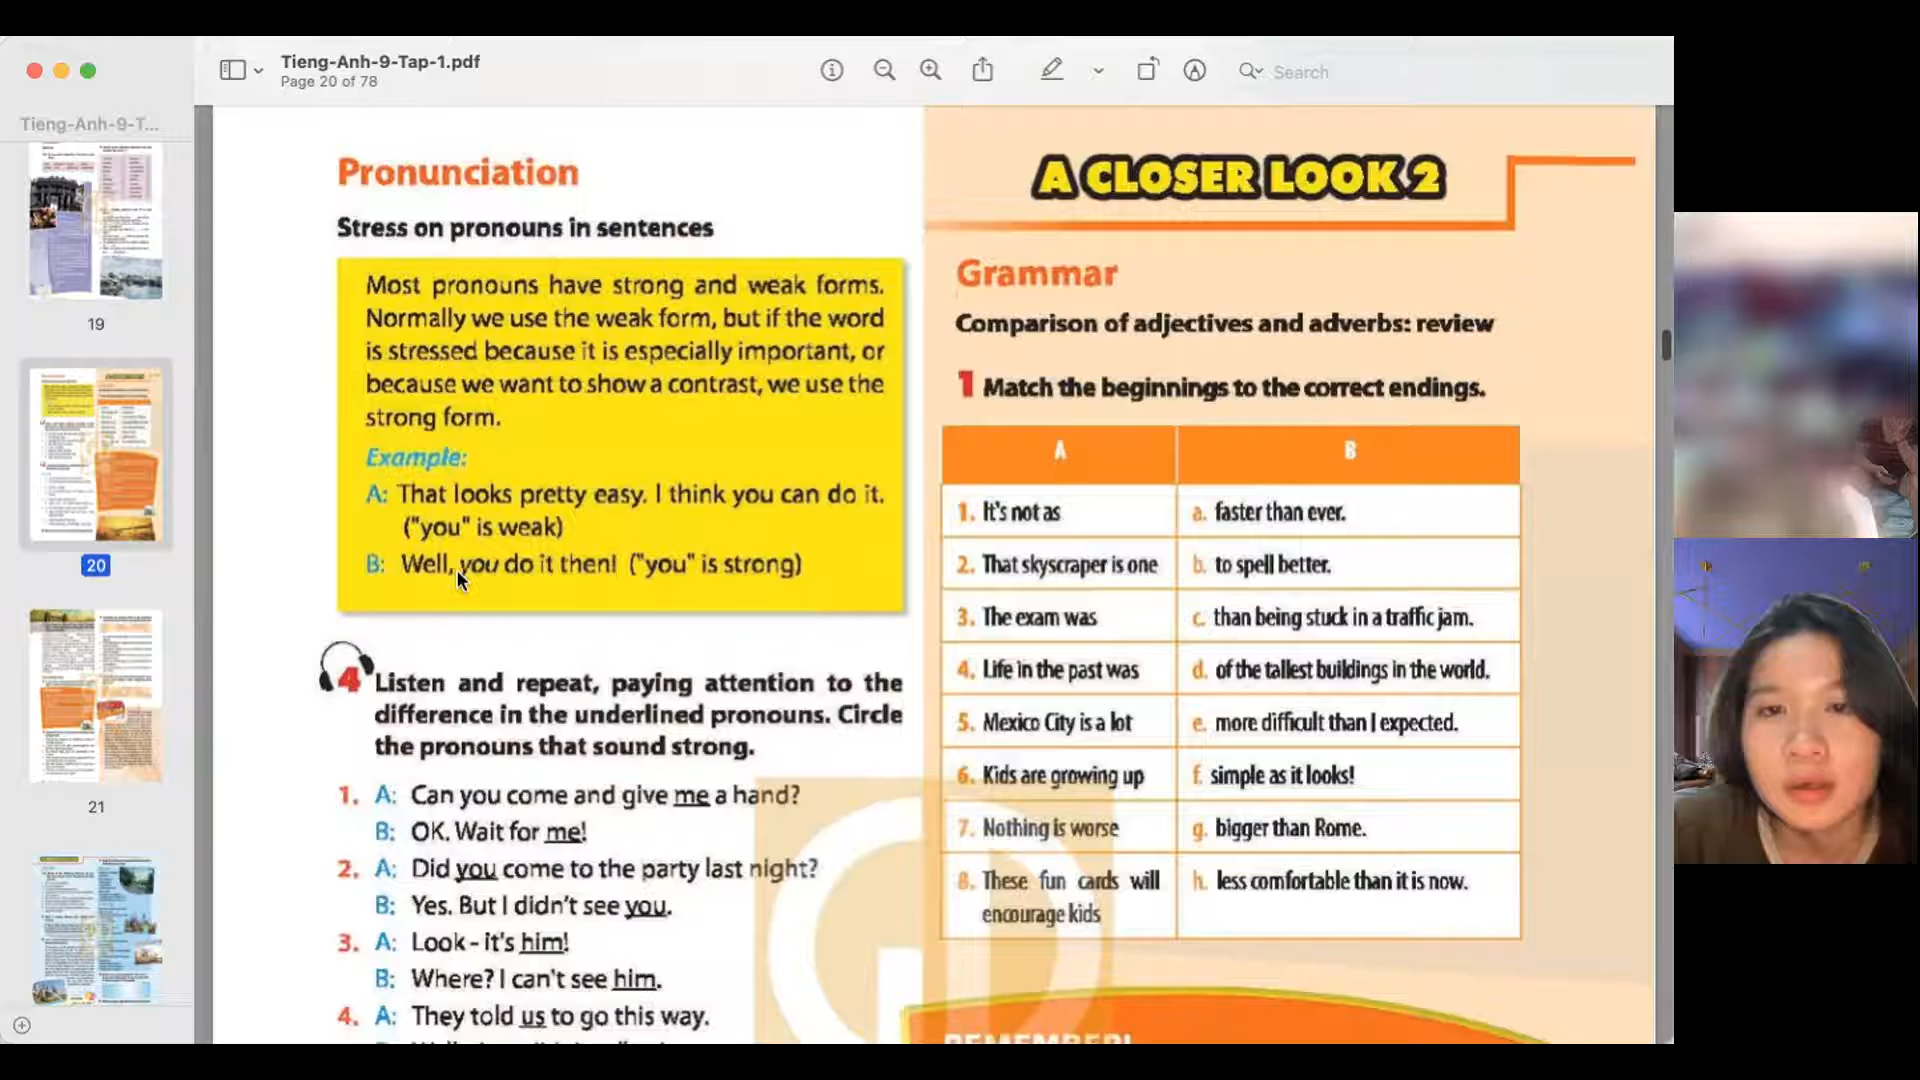 Tieng-Anh-9-Tap-1.pdf
Page 20 of 78
Search
Tieng-Anh-9-T...
19
20
21
Pronunciation
Stress on pronouns in sentences
Most pronouns have strong and weak forms.
Normally we use the weak form, but if the word
is stressed because it is especially important, or
because we want to show a contrast, we use the
strong form.
Example:
A: That looks pretty easy. I think you can do it.
("you" is weak)
B: Well, you do it then! ("you" is strong)
4 Listen and repeat, paying attention to the
difference in the underlined pronouns. Circle
the pronouns that sound strong.
1. A: Can you come and give me a hand?
B: OK. Wait for me!
2. A: Did you come to the party last night?
B: Yes. But I didn't see you.
3. A: Look - it's him!
B: Where? I can't see him.
4. A: They told us to go this way.
A CLOSER LOOK 2
Grammar
Comparison of adjectives and adverbs: review
1 Match the beginnings to the correct endings.
A B
1. It's not as a. faster than ever.
2. That skyscraper is one b. to spell better.
3. The exam was c. than being stuck in a traffic jam.
4. Life in the past was d. of the tallest buildings in the world.
5. Mexico City is a lot e. more difficult than I expected.
6. Kids are growing up f. simple as it looks!
7. Nothing is worse g. bigger than Rome.
8. These fun cards will h. less comfortable than it is now.
encourage kids
REMEMBER!